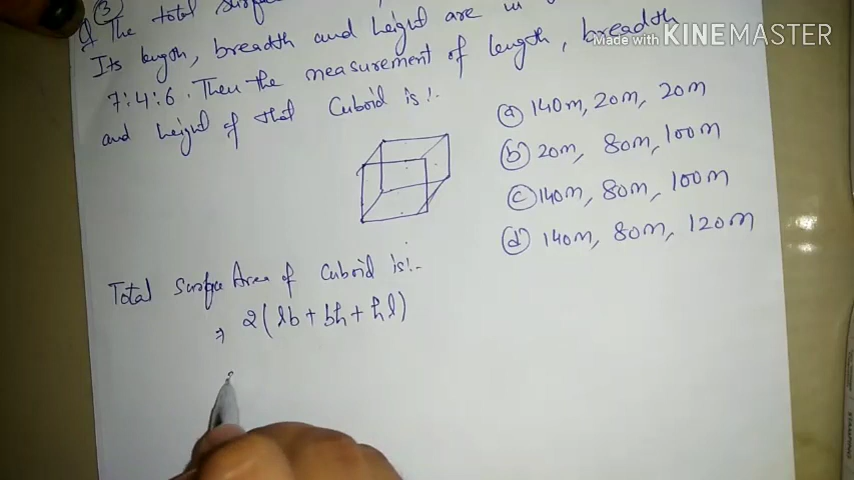 ③
Q The total surfa
Its length, breadth and height are in
7:4:6. Then the measurement of length, breadth
and height of that Cuboid is:-
Made with KINEMASTER
ⓐ 140m, 20m, 20m
ⓑ 20m, 80m, 100m
ⓒ 140m, 80m, 100m
ⓓ 140m, 80m, 120m
Total Surface Area of Cuboid is:-
⇒ 2(lb + bh + hl)